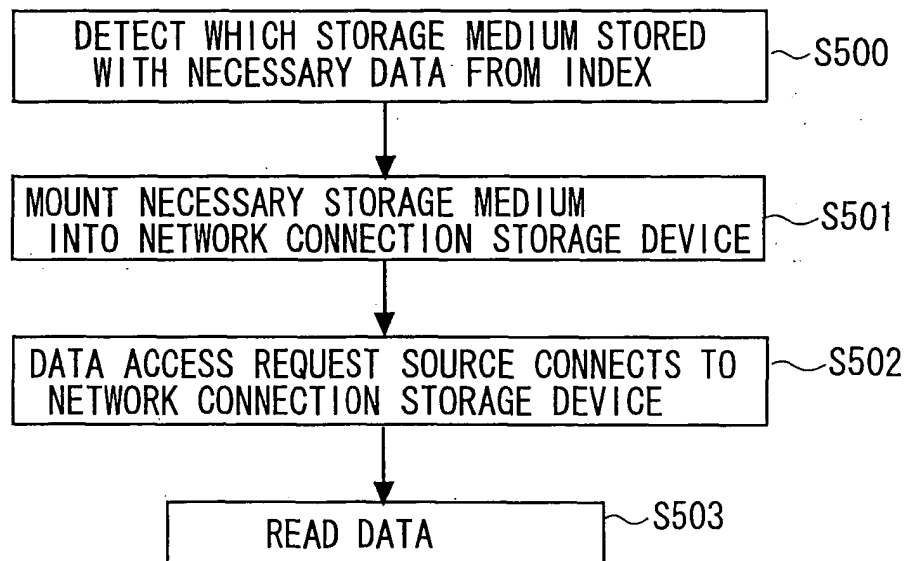 DETECT WHICH STORAGE MEDIUM STORED
WITH NECESSARY DATA FROM INDEX
S500
MOUNT NECESSARY STORAGE MEDIUM
INTO NETWORK CONNECTION STORAGE DEVICE
S501
DATA ACCESS REQUEST SOURCE CONNECTS TO
NETWORK CONNECTION STORAGE DEVICE
S502
READ DATA
S503